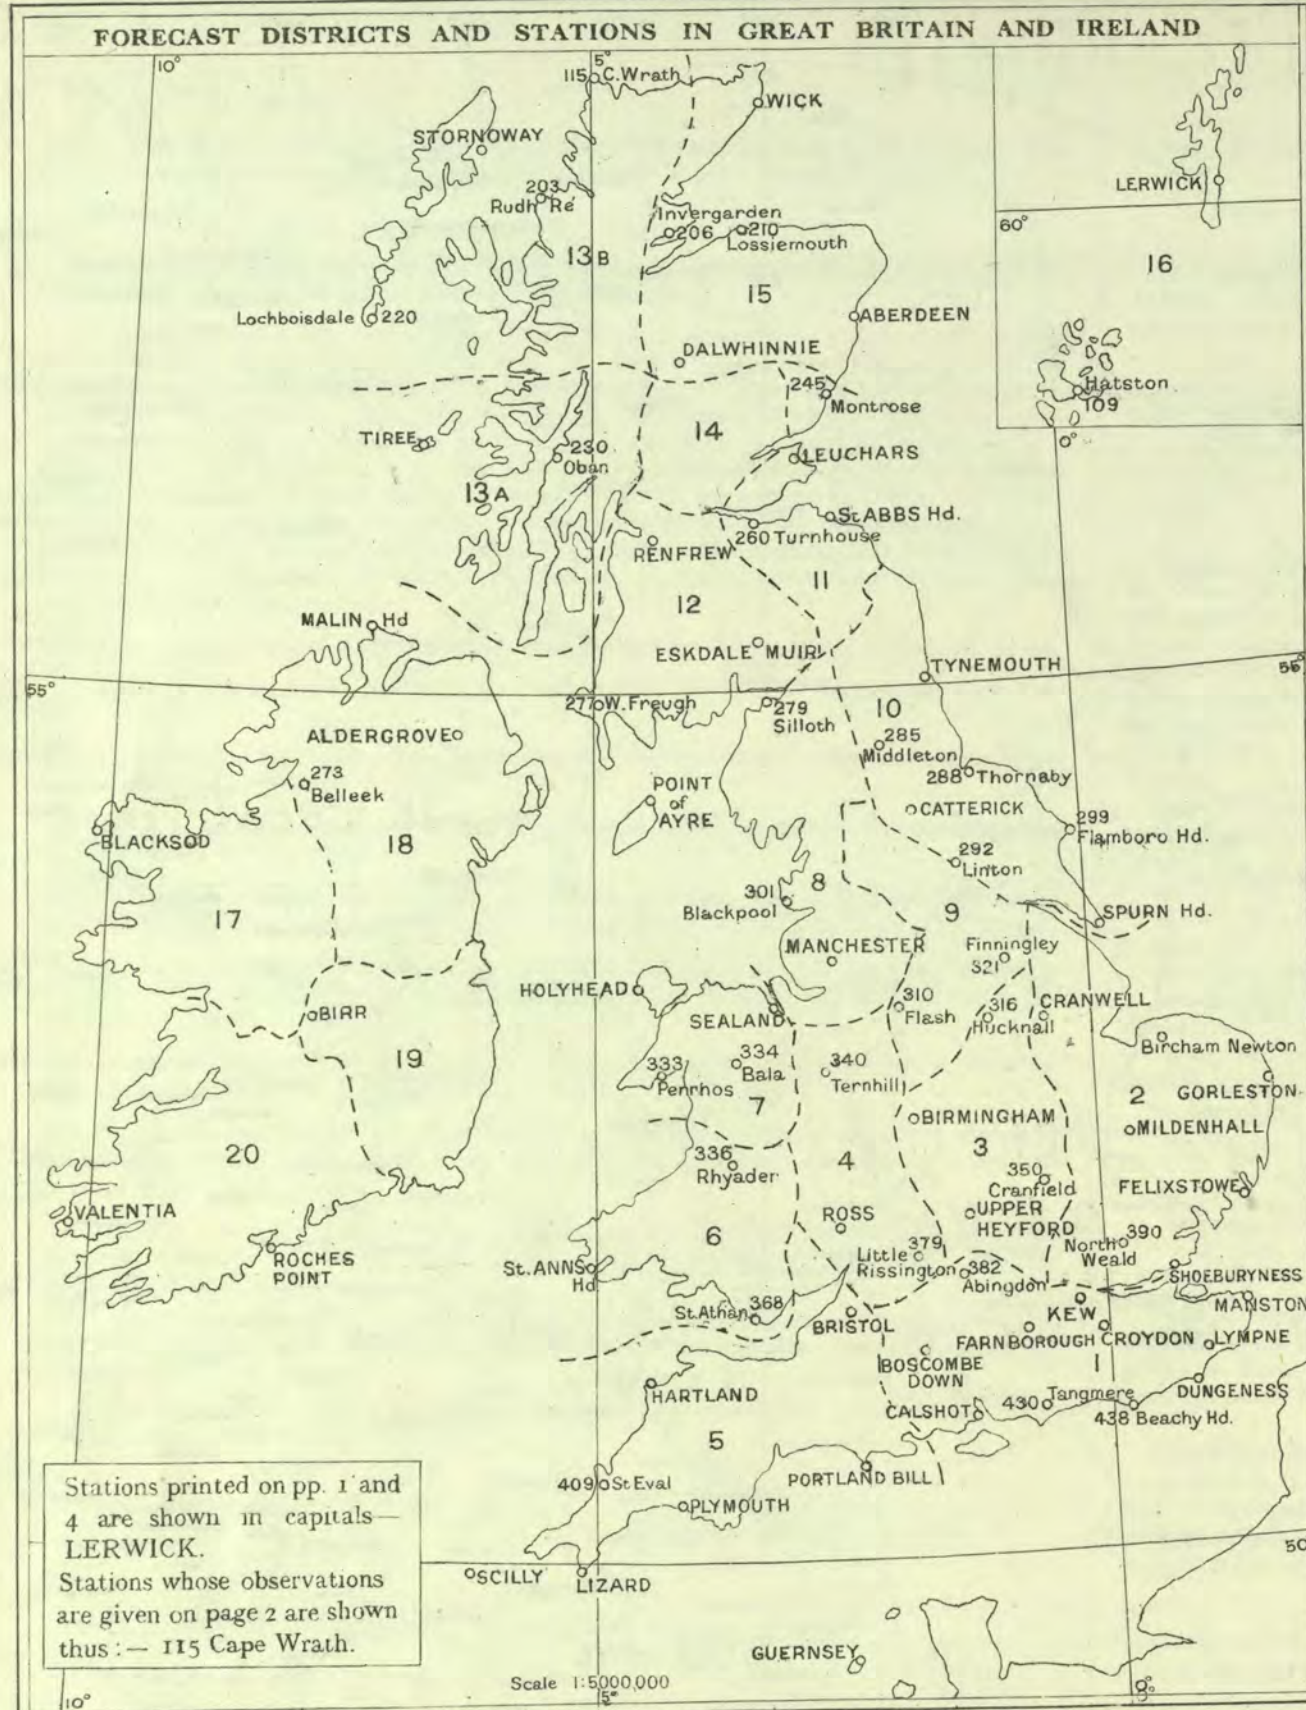 FORECAST DISTRICTS AND STATIONS IN GREAT BRITAIN AND IRELAND
10°
5°
115 C. Wrath
WICK
STORNOWAY
LERWICK
203
Rudh Ré
Invergarden
206
210
Lossiemouth
60°
13B
16
15
Lochboisdale 220
ABERDEEN
DALWHINNIE
Hatston
109
245
Montrose
TIREE
14
0°
230
Oban
LEUCHARS
13A
St ABBS Hd.
260 Turnhouse
RENFREW
11
12
MALIN Hd
ESKDALE MUIR
TYNEMOUTH
55°
55°
277 W. Freugh
279
Silloth
10
ALDERGROVE
285
Middleton
273
Belleek
288 Thornaby
POINT
of
AYRE
CATTERICK
299
Flamboro Hd.
BLACKSOD
18
292
Linton
8
301
Blackpool
17
9
SPURN Hd.
MANCHESTER
Finningley
321
HOLYHEAD
SEALAND
310
Flash
316
Hucknall
CRANWELL
BIRR
Bircham Newton
19
333
Penrhos
334
Bala
340
Ternhill
2
GORLESTON
7
BIRMINGHAM
MILDENHALL
20
336
Rhyader
4
3
350
Cranfield
FELIXSTOWE
VALENTIA
ROSS
UPPER
HEYFORD
6
North 390
Weald
ROCHES
POINT
St. ANNS
Hd
Little 379
Rissington
382
Abingdon
SHOEBURYNESS
St. Athan 368
BRISTOL
KEW
MANSTON
FARNBOROUGH
CROYDON
LYMPNE
BOSCOMBE
DOWN
1
HARTLAND
CALSHOT
430 Tangmere
DUNGENESS
438 Beachy Hd.
5
409 St Eval
PORTLAND BILL
PLYMOUTH
Stations printed on pp. 1 and
4 are shown in capitals—
LERWICK.
Stations whose observations
are given on page 2 are shown
thus :— 115 Cape Wrath.
50
SCILLY
LIZARD
GUERNSEY
Scale 1:5000,000
10°
5°
0°